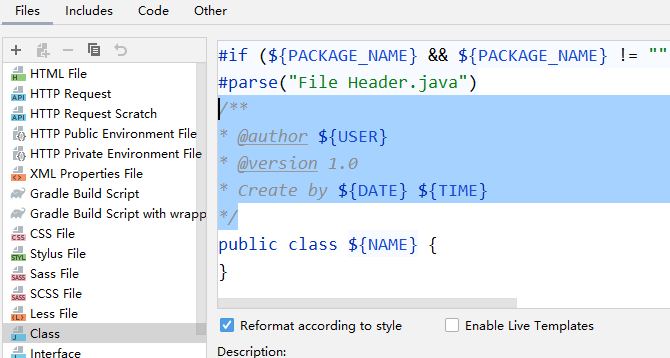 Files Includes Code Other
HTML File
HTTP Request
HTTP Request Scratch
HTTP Public Environment File
HTTP Private Environment File
XML Properties File
Gradle Build Script
Gradle Build Script with wrapp
CSS File
Stylus File
Sass File
SCSS File
Less File
Class
Interface
#if (${PACKAGE_NAME} && ${PACKAGE_NAME} != ""
#parse("File Header.java")
/**
* @author ${USER}
* @version 1.0
* Create by ${DATE} ${TIME}
*/
public class ${NAME} {
}
Reformat according to style
Enable Live Templates
Description: